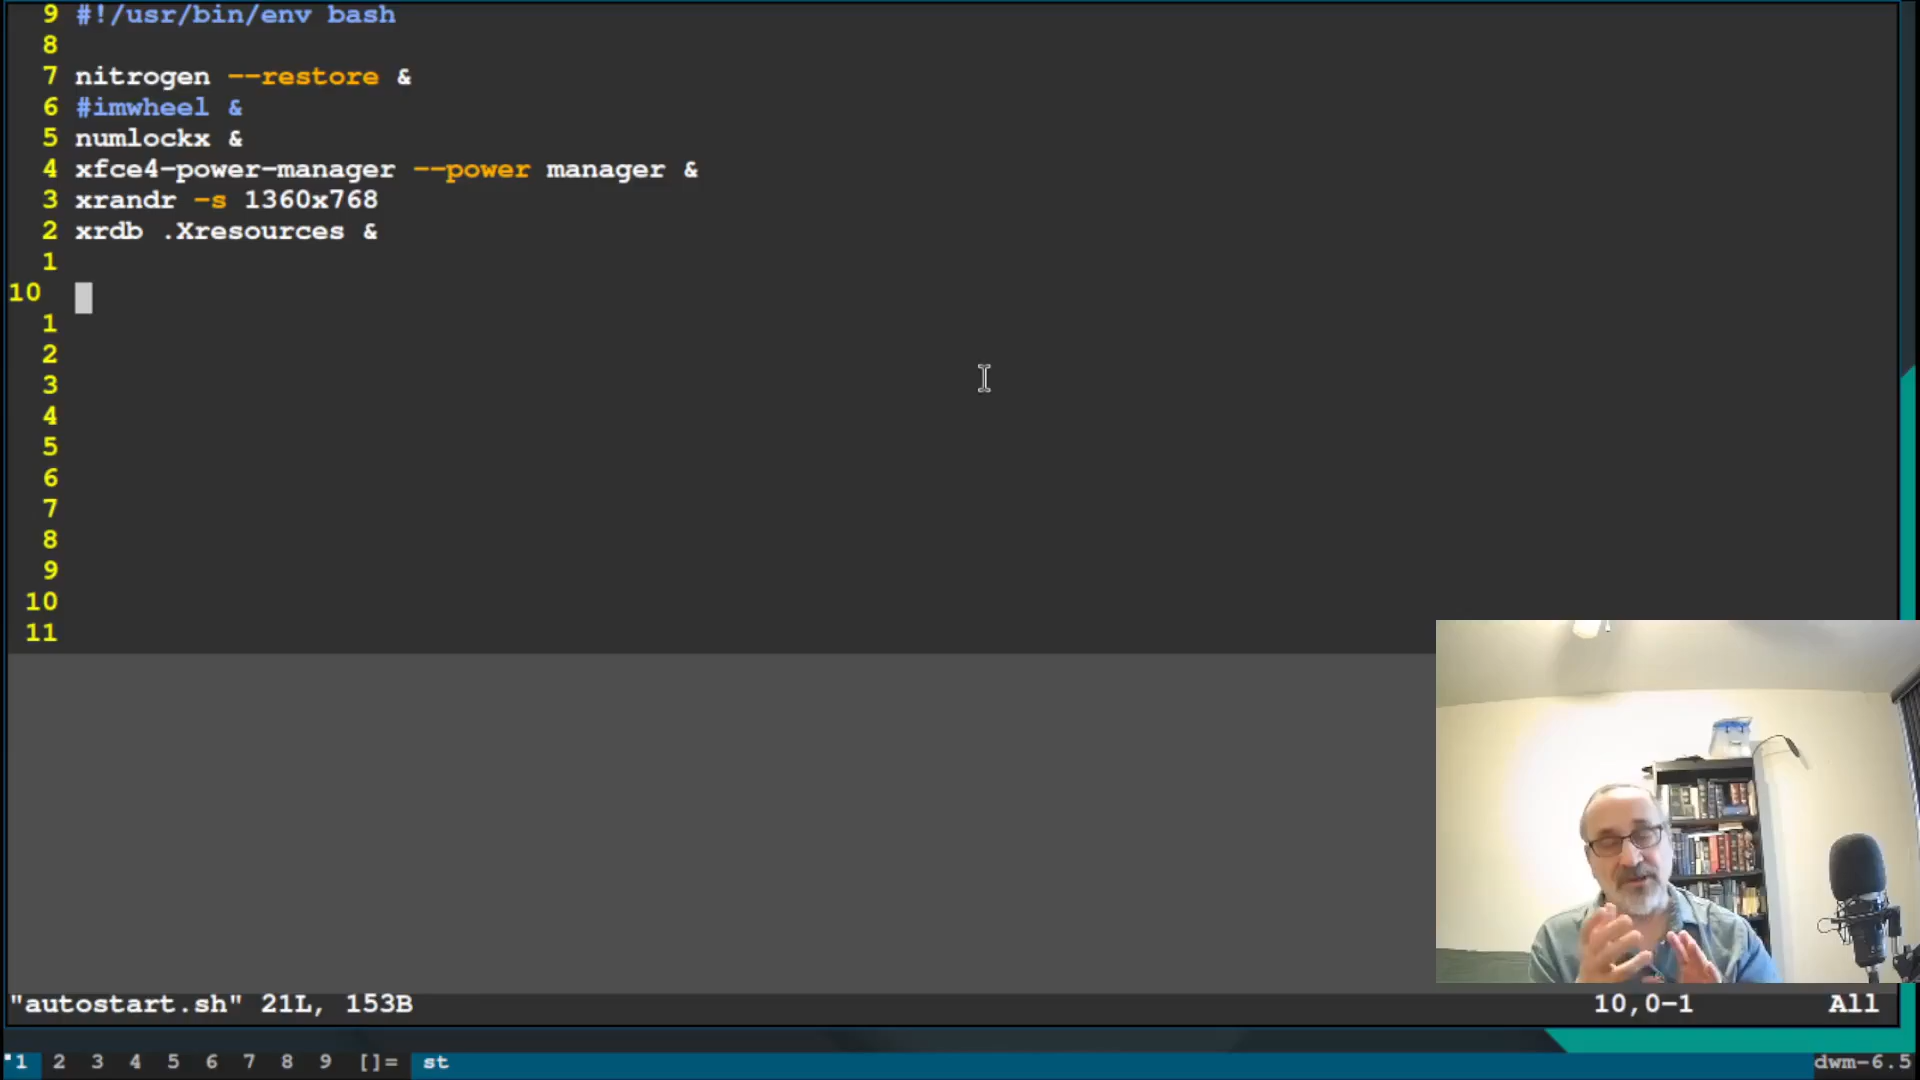 9 #!/usr/bin/env bash
8
7 nitrogen --restore &
6 #imwheel &
5 numlockx &
4 xfce4-power-manager --power manager &
3 xrandr -s 1360x768
2 xrdb .Xresources &
1
10
1
2
3
4
5
6
7
8
9
10
11
"autostart.sh" 21L, 153B 10,0-1 All
1 2 3 4 5 6 7 8 9 []= st dwm-6.5